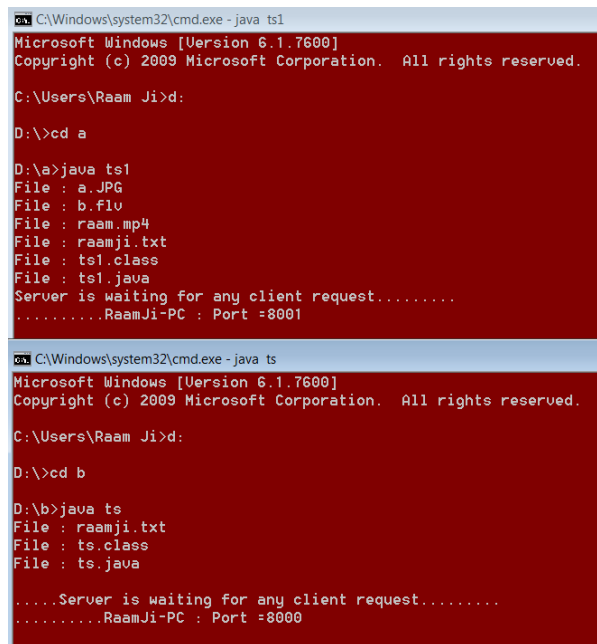 C:\Windows\system32\cmd.exe - java ts1
Microsoft Windows [Version 6.1.7600]
Copyright (c) 2009 Microsoft Corporation.  All rights reserved.
C:\Users\Raam Ji>d:
D:\>cd a
D:\a>java ts1
File : a.JPG
File : b.flv
File : raam.mp4
File : raamji.txt
File : ts1.class
File : ts1.java
Server is waiting for any client request.........
..........RaamJi-PC : Port =8001
C:\Windows\system32\cmd.exe - java ts
Microsoft Windows [Version 6.1.7600]
Copyright (c) 2009 Microsoft Corporation.  All rights reserved.
C:\Users\Raam Ji>d:
D:\>cd b
D:\b>java ts
File : raamji.txt
File : ts.class
File : ts.java
.....Server is waiting for any client request.........
..........RaamJi-PC : Port =8000